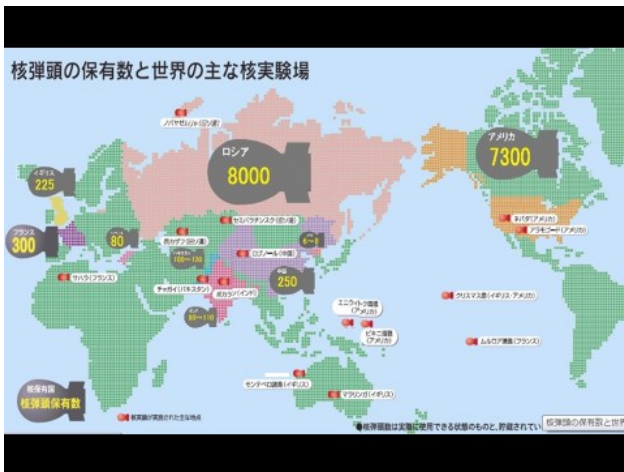 核弾頭の保有数と世界の主な核実験場
ノバヤゼムリャ(旧ソ連)
ロシア
8000
アメリカ
7300
イギリス
225
フランス
300
80
セミパラチンスク(旧ソ連)
西カザフ(旧ソ連)
6~8
100~120
ロプノール(中国)
中国
250
ネバダ(アメリカ)
アラモゴード(アメリカ)
サハラ(フランス)
チャガイ(パキスタン)
ポカラン(インド)
クリスマス島(イギリス・アメリカ)
エニウェトク環礁
(アメリカ)
ビキニ環礁
(アメリカ)
ムルロア環礁(フランス)
モンテベロ諸島(イギリス)
マラリンガ(イギリス)
核保有国
核弾頭保有数
核実験が実施された主な地点
●核弾頭数は実際に使用できる状態のものと、貯蔵されてい
核弾頭の保有数と世界